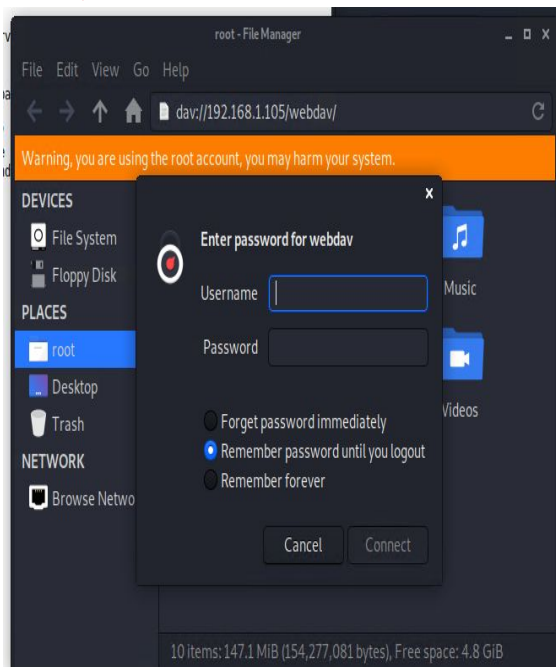 root - File Manager
File Edit View Go Help
dav://192.168.1.105/webdav/
Warning, you are using the root account, you may harm your system.
DEVICES
File System
Floppy Disk
PLACES
root
Desktop
Trash
NETWORK
Browse Netwo
Enter password for webdav
Username
Password
Forget password immediately
Remember password until you logout
Remember forever
Cancel Connect
Music
Videos
10 items: 147.1 MiB (154,277,081 bytes), Free space: 4.8 GiB